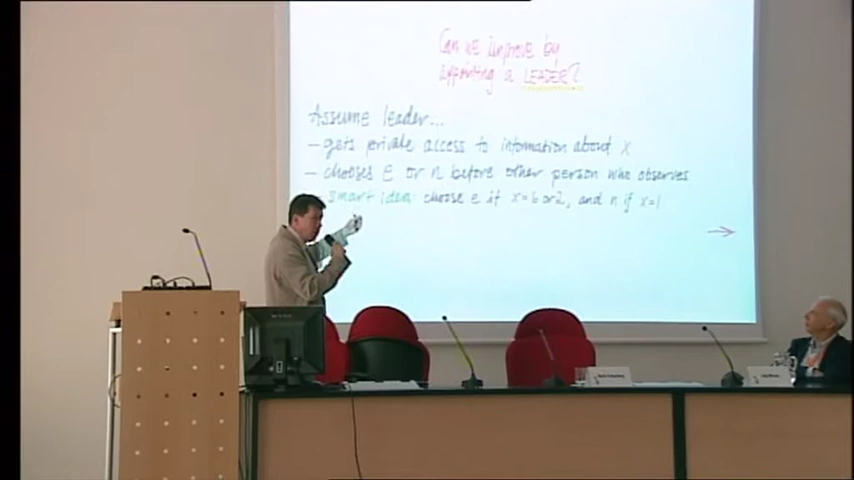 Can we improve by
appointing a LEADER?
Assume leader...
- gets private access to information about x
- chooses e or n before other person who observes
smart idea: choose e if x=6 or 2, and n if x=1